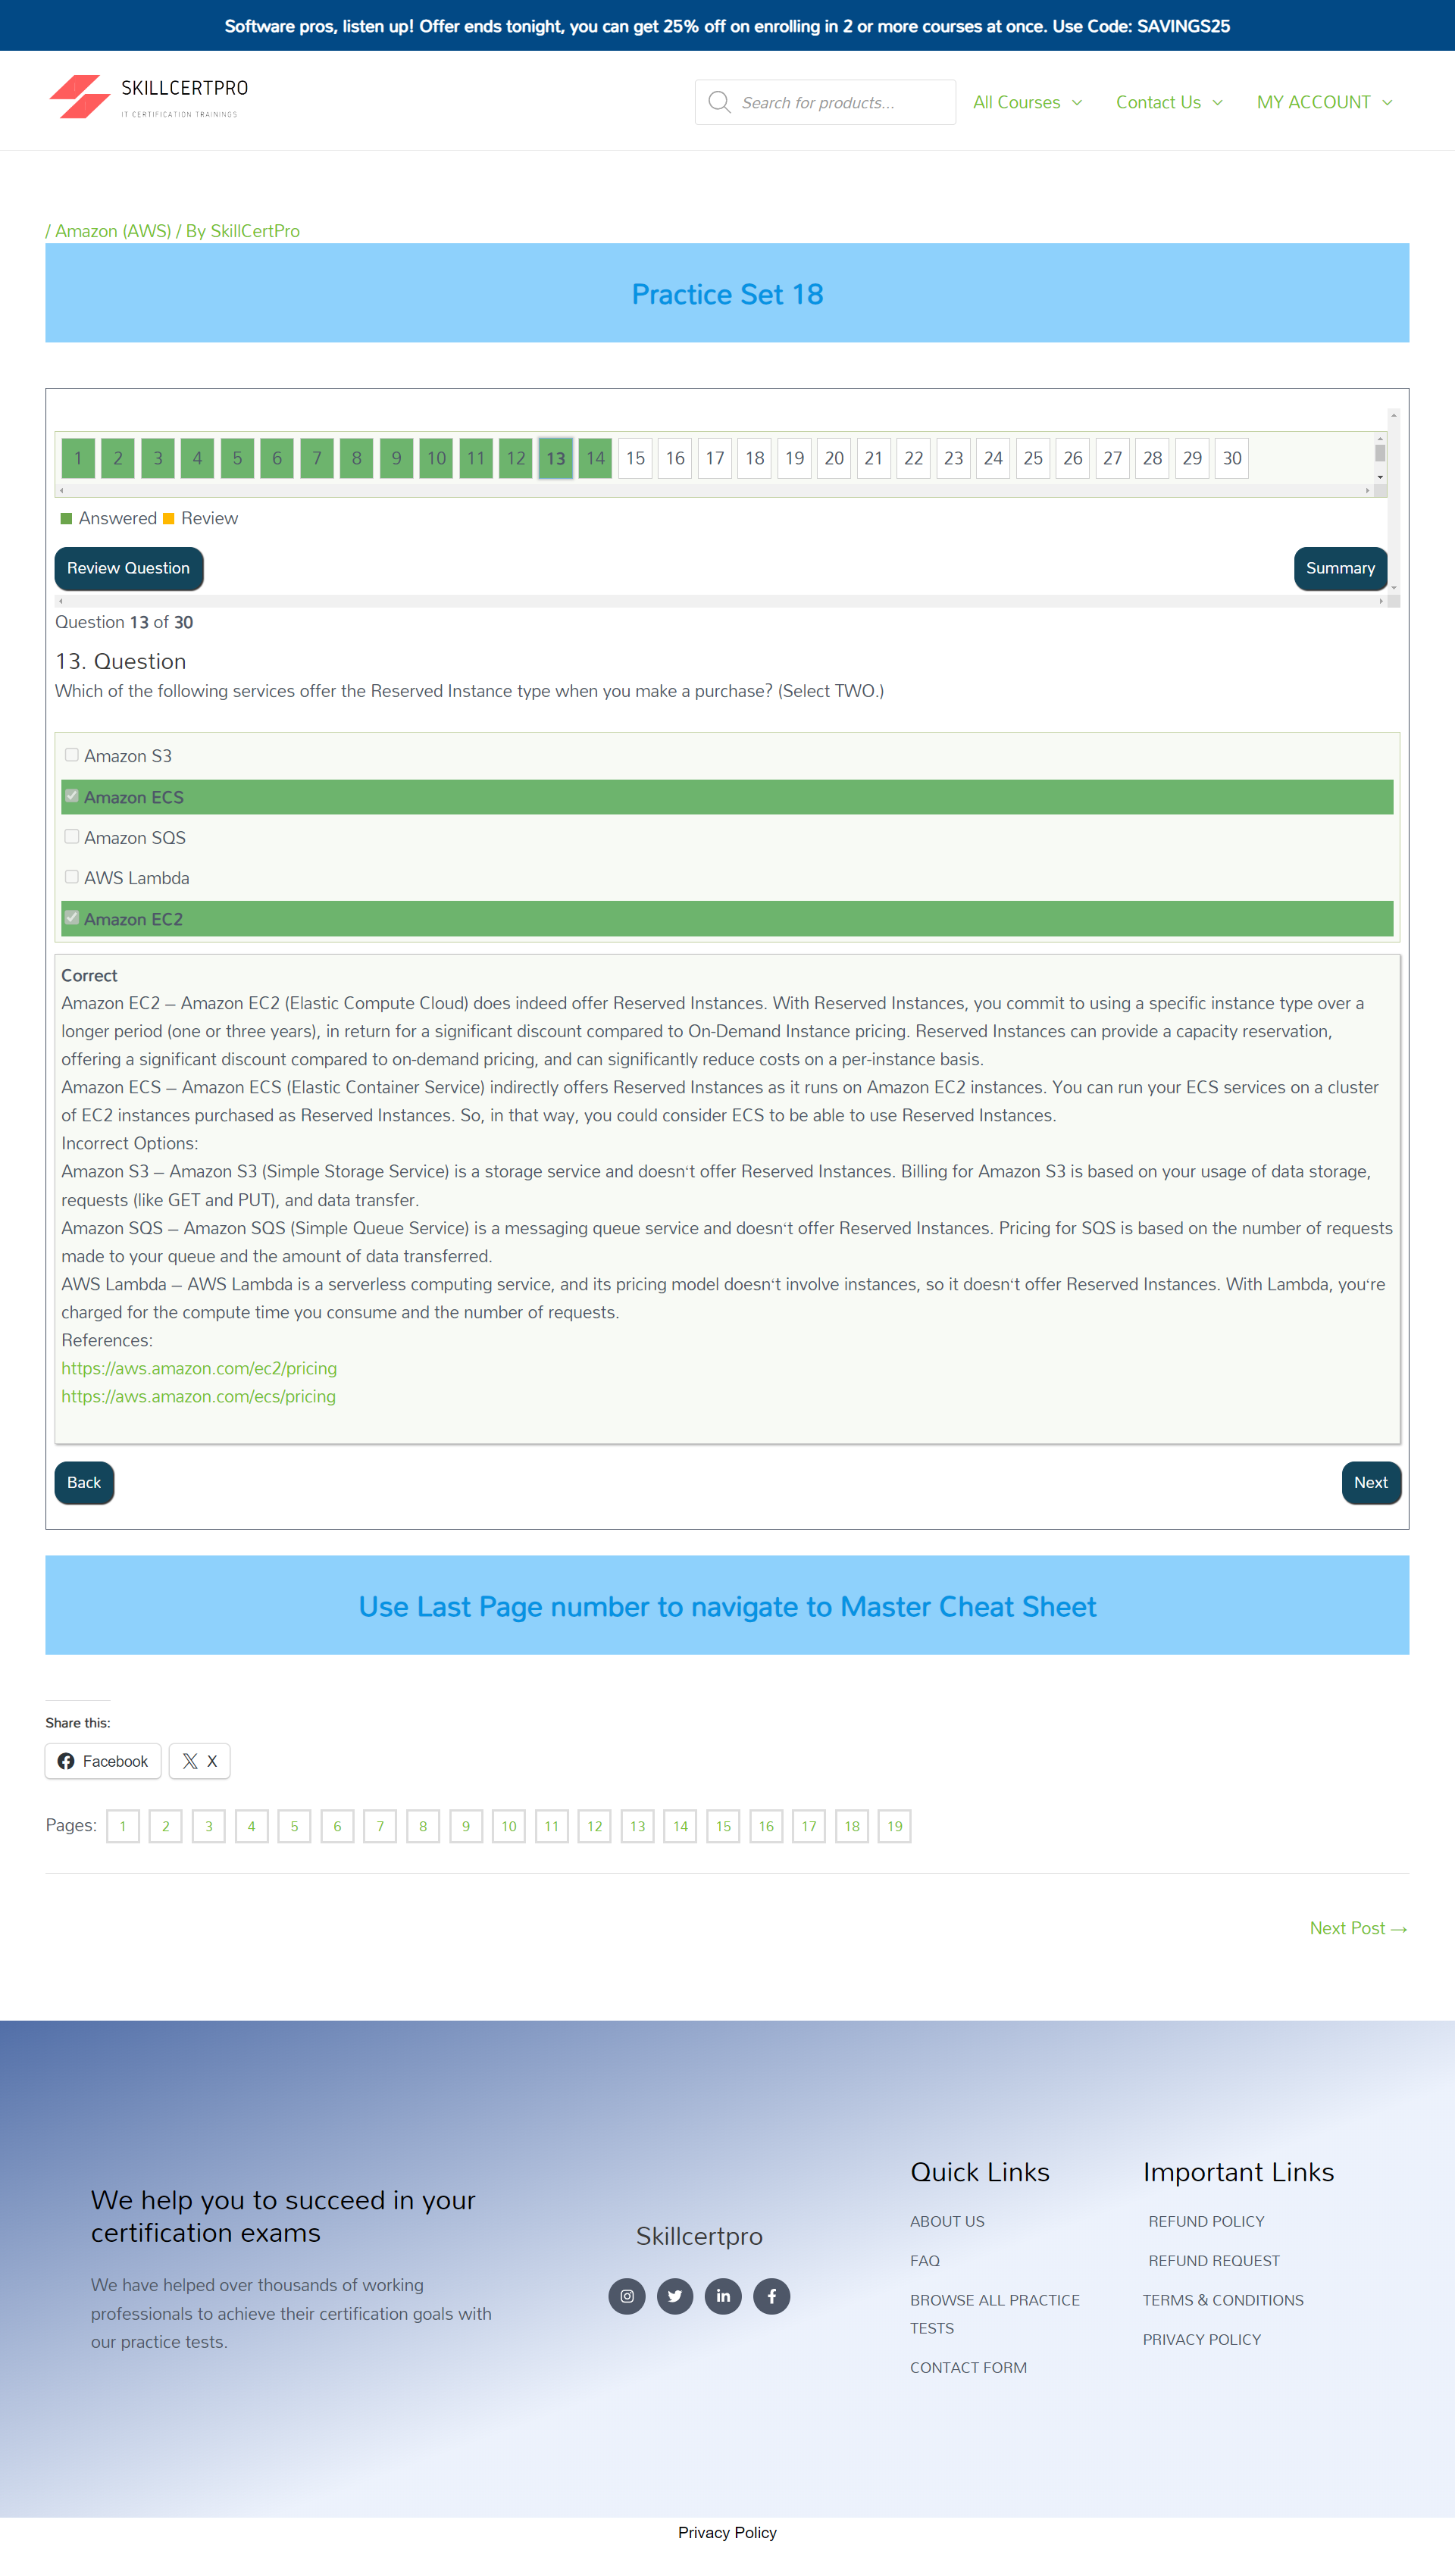 Software pros, listen up! Offer ends tonight, you can get 25% off on enrolling in 2 or more courses at once. Use Code: SAVINGS25
SKILLCERTPRO
IT CERTIFICATION TRAININGS
Search for products...
All Courses
Contact Us
MY ACCOUNT
/ Amazon (AWS) / By SkillCertPro
Practice Set 18
1 2 3 4 5 6 7 8 9 10 11 12 13 14 15 16 17 18 19 20 21 22 23 24 25 26 27 28 29 30
Answered Review
Review Question
Summary
Question 13 of 30
13. Question
Which of the following services offer the Reserved Instance type when you make a purchase? (Select TWO.)
Amazon S3
Amazon ECS
Amazon SQS
AWS Lambda
Amazon EC2
Correct
Amazon EC2 – Amazon EC2 (Elastic Compute Cloud) does indeed offer Reserved Instances. With Reserved Instances, you commit to using a specific instance type over a
longer period (one or three years), in return for a significant discount compared to On-Demand Instance pricing. Reserved Instances can provide a capacity reservation,
offering a significant discount compared to on-demand pricing, and can significantly reduce costs on a per-instance basis.
Amazon ECS – Amazon ECS (Elastic Container Service) indirectly offers Reserved Instances as it runs on Amazon EC2 instances. You can run your ECS services on a cluster
of EC2 instances purchased as Reserved Instances. So, in that way, you could consider ECS to be able to use Reserved Instances.
Incorrect Options:
Amazon S3 – Amazon S3 (Simple Storage Service) is a storage service and doesn‘t offer Reserved Instances. Billing for Amazon S3 is based on your usage of data storage,
requests (like GET and PUT), and data transfer.
Amazon SQS – Amazon SQS (Simple Queue Service) is a messaging queue service and doesn‘t offer Reserved Instances. Pricing for SQS is based on the number of requests
made to your queue and the amount of data transferred.
AWS Lambda – AWS Lambda is a serverless computing service, and its pricing model doesn‘t involve instances, so it doesn‘t offer Reserved Instances. With Lambda, you‘re
charged for the compute time you consume and the number of requests.
References:
https://aws.amazon.com/ec2/pricing
https://aws.amazon.com/ecs/pricing
Back
Next
Use Last Page number to navigate to Master Cheat Sheet
Share this:
Facebook
X
Pages: 1 2 3 4 5 6 7 8 9 10 11 12 13 14 15 16 17 18 19
Next Post →
We help you to succeed in your
certification exams
We have helped over thousands of working
professionals to achieve their certification goals with
our practice tests.
Skillcertpro
Quick Links
ABOUT US
FAQ
BROWSE ALL PRACTICE
TESTS
CONTACT FORM
Important Links
REFUND POLICY
REFUND REQUEST
TERMS & CONDITIONS
PRIVACY POLICY
Privacy Policy